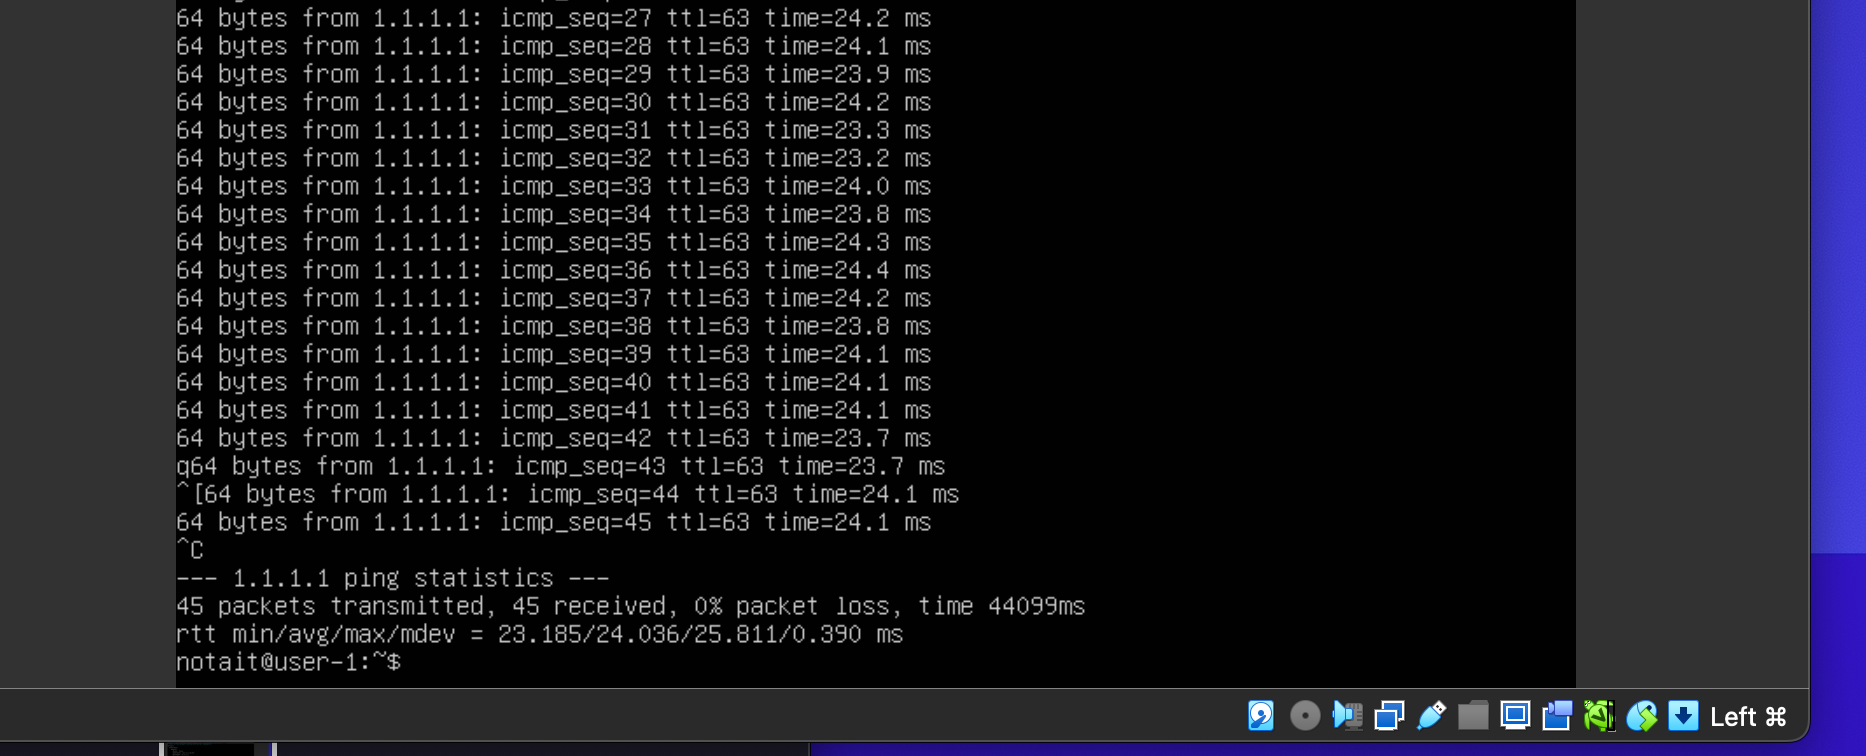 64 bytes from 1.1.1.1: icmp_seq=27 ttl=63 time=24.2 ms
64 bytes from 1.1.1.1: icmp_seq=28 ttl=63 time=24.1 ms
64 bytes from 1.1.1.1: icmp_seq=29 ttl=63 time=23.9 ms
64 bytes from 1.1.1.1: icmp_seq=30 ttl=63 time=24.2 ms
64 bytes from 1.1.1.1: icmp_seq=31 ttl=63 time=23.3 ms
64 bytes from 1.1.1.1: icmp_seq=32 ttl=63 time=23.2 ms
64 bytes from 1.1.1.1: icmp_seq=33 ttl=63 time=24.0 ms
64 bytes from 1.1.1.1: icmp_seq=34 ttl=63 time=23.8 ms
64 bytes from 1.1.1.1: icmp_seq=35 ttl=63 time=24.3 ms
64 bytes from 1.1.1.1: icmp_seq=36 ttl=63 time=24.4 ms
64 bytes from 1.1.1.1: icmp_seq=37 ttl=63 time=24.2 ms
64 bytes from 1.1.1.1: icmp_seq=38 ttl=63 time=23.8 ms
64 bytes from 1.1.1.1: icmp_seq=39 ttl=63 time=24.1 ms
64 bytes from 1.1.1.1: icmp_seq=40 ttl=63 time=24.1 ms
64 bytes from 1.1.1.1: icmp_seq=41 ttl=63 time=24.1 ms
64 bytes from 1.1.1.1: icmp_seq=42 ttl=63 time=23.7 ms
q64 bytes from 1.1.1.1: icmp_seq=43 ttl=63 time=23.7 ms
^[64 bytes from 1.1.1.1: icmp_seq=44 ttl=63 time=24.1 ms
64 bytes from 1.1.1.1: icmp_seq=45 ttl=63 time=24.1 ms
^C
--- 1.1.1.1 ping statistics ---
45 packets transmitted, 45 received, 0% packet loss, time 44099ms
rtt min/avg/max/mdev = 23.185/24.036/25.811/0.390 ms
notait@user-1:~$
Left ⌘